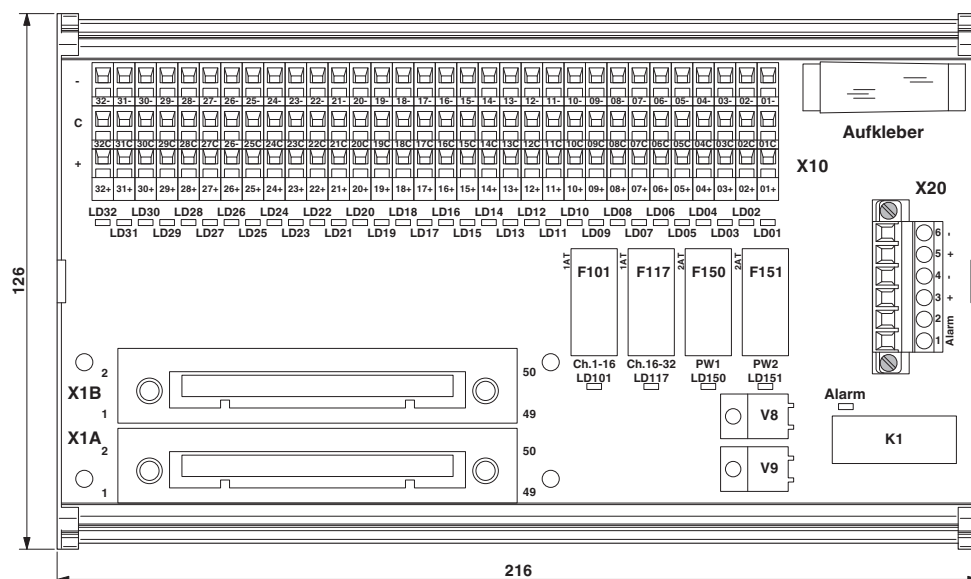 -
32- 31- 30- 29- 28- 27- 26- 25- 24- 23- 22- 21- 20- 19- 18- 17- 16- 15- 14- 13- 12- 11- 10- 09- 08- 07- 06- 05- 04- 03- 02- 01-
C
32C 31C 30C 29C 28C 27C 26- 25C 24C 23C 22C 21C 20C 19C 18C 17C 16C 15C 14C 13C 12C 11C 10C 09C 08C 07C 06C 05C 04C 03C 02C 01C
+
32+ 31+ 30+ 29+ 28+ 27+ 26+ 25+ 24+ 23+ 22+ 21+ 20+ 19+ 18+ 17+ 16+ 15+ 14+ 13+ 12+ 11+ 10+ 09+ 08+ 07+ 06+ 05+ 04+ 03+ 02+ 01+
LD32 LD30 LD28 LD26 LD24 LD22 LD20 LD18 LD16 LD14 LD12 LD10 LD08 LD06 LD04 LD02
LD31 LD29 LD27 LD25 LD23 LD21 LD19 LD17 LD15 LD13 LD11 LD09 LD07 LD05 LD03 LD01
Aufkleber
X10
X20
6 -
5 +
4 -
3 +
2
1
Alarm
1AT F101
1AT F117
2AT F150
2AT F151
Ch.1-16 Ch.16-32 PW1 PW2
LD101 LD117 LD150 LD151
Alarm
K1
V8
V9
X1B
2 50
1 49
X1A
2 50
1 49
126
216